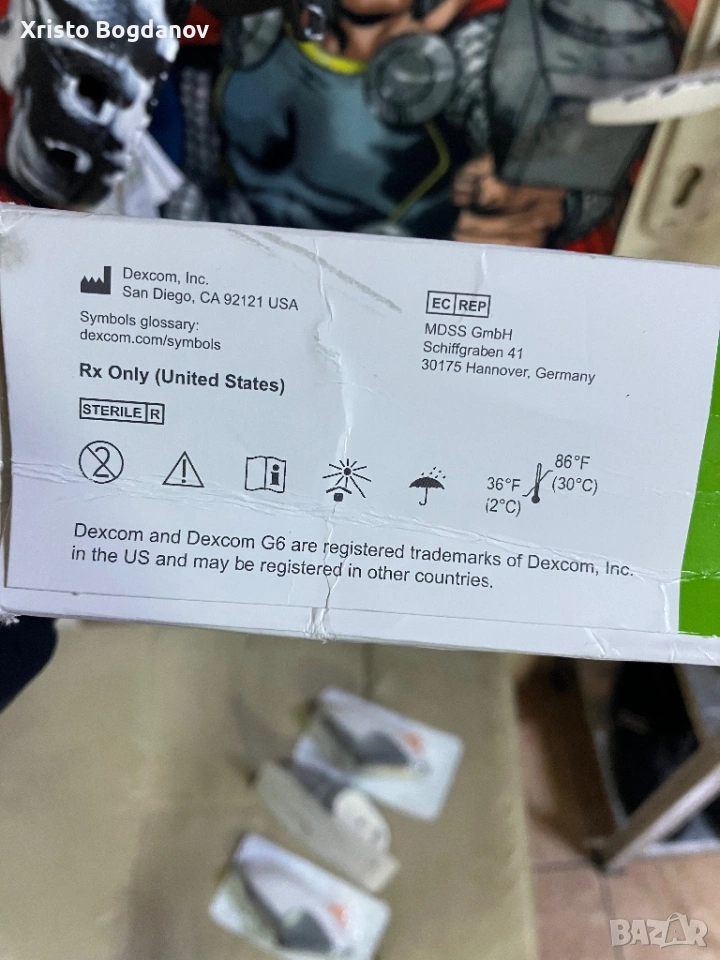 Xristo Bogdanov
Dexcom, Inc.
San Diego, CA 92121 USA
Symbols glossary:
dexcom.com/symbols
Rx Only (United States)
STERILE R
EC REP
MDSS GmbH
Schiffgraben 41
30175 Hannover, Germany
2
i
36°F
(2°C)
86°F
(30°C)
Dexcom and Dexcom G6 are registered trademarks of Dexcom, Inc.
in the US and may be registered in other countries.
BAZAR